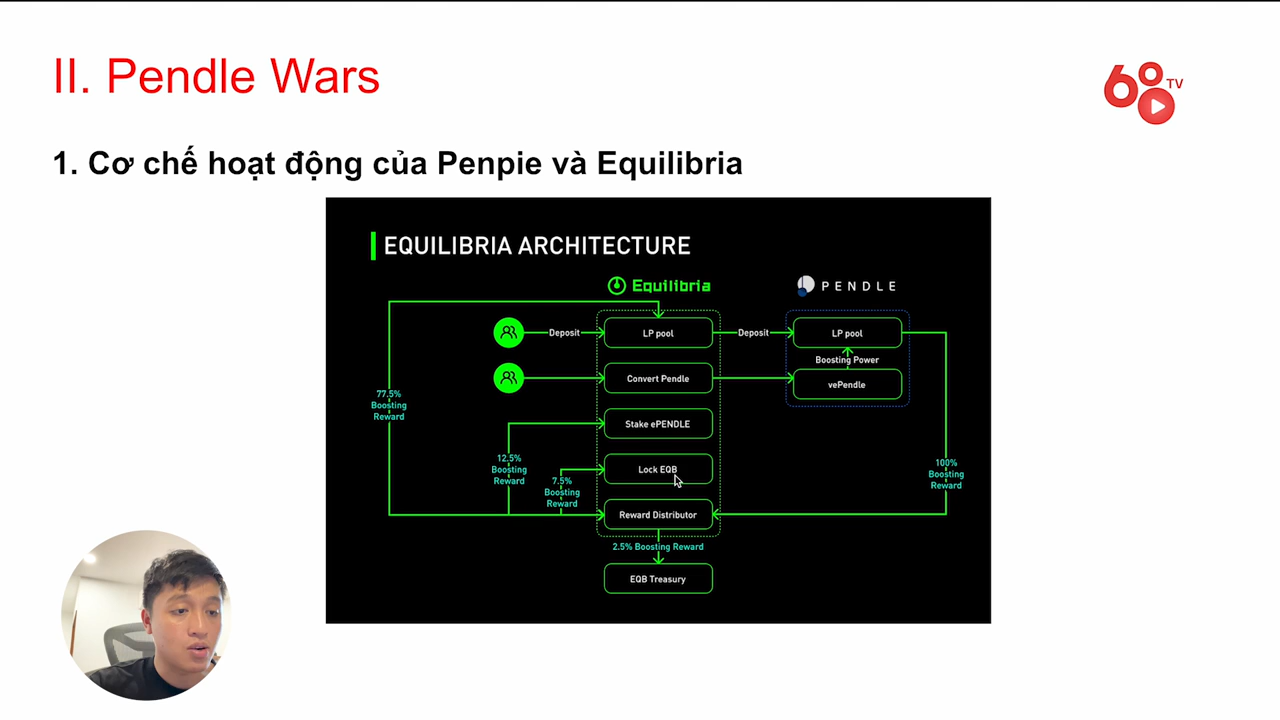 II. Pendle Wars
68 TV
1. Cơ chế hoạt động của Penpie và Equilibria
EQUILIBRIA ARCHITECTURE
Equilibria
PENDLE
Deposit
LP pool
Deposit
LP pool
Boosting Power
Convert Pendle
vePendle
77.5%
Boosting
Reward
Stake ePENDLE
12.5%
Boosting
Reward
Lock EQB
7.5%
Boosting
Reward
100%
Boosting
Reward
Reward Distributor
2.5% Boosting Reward
EQB Treasury